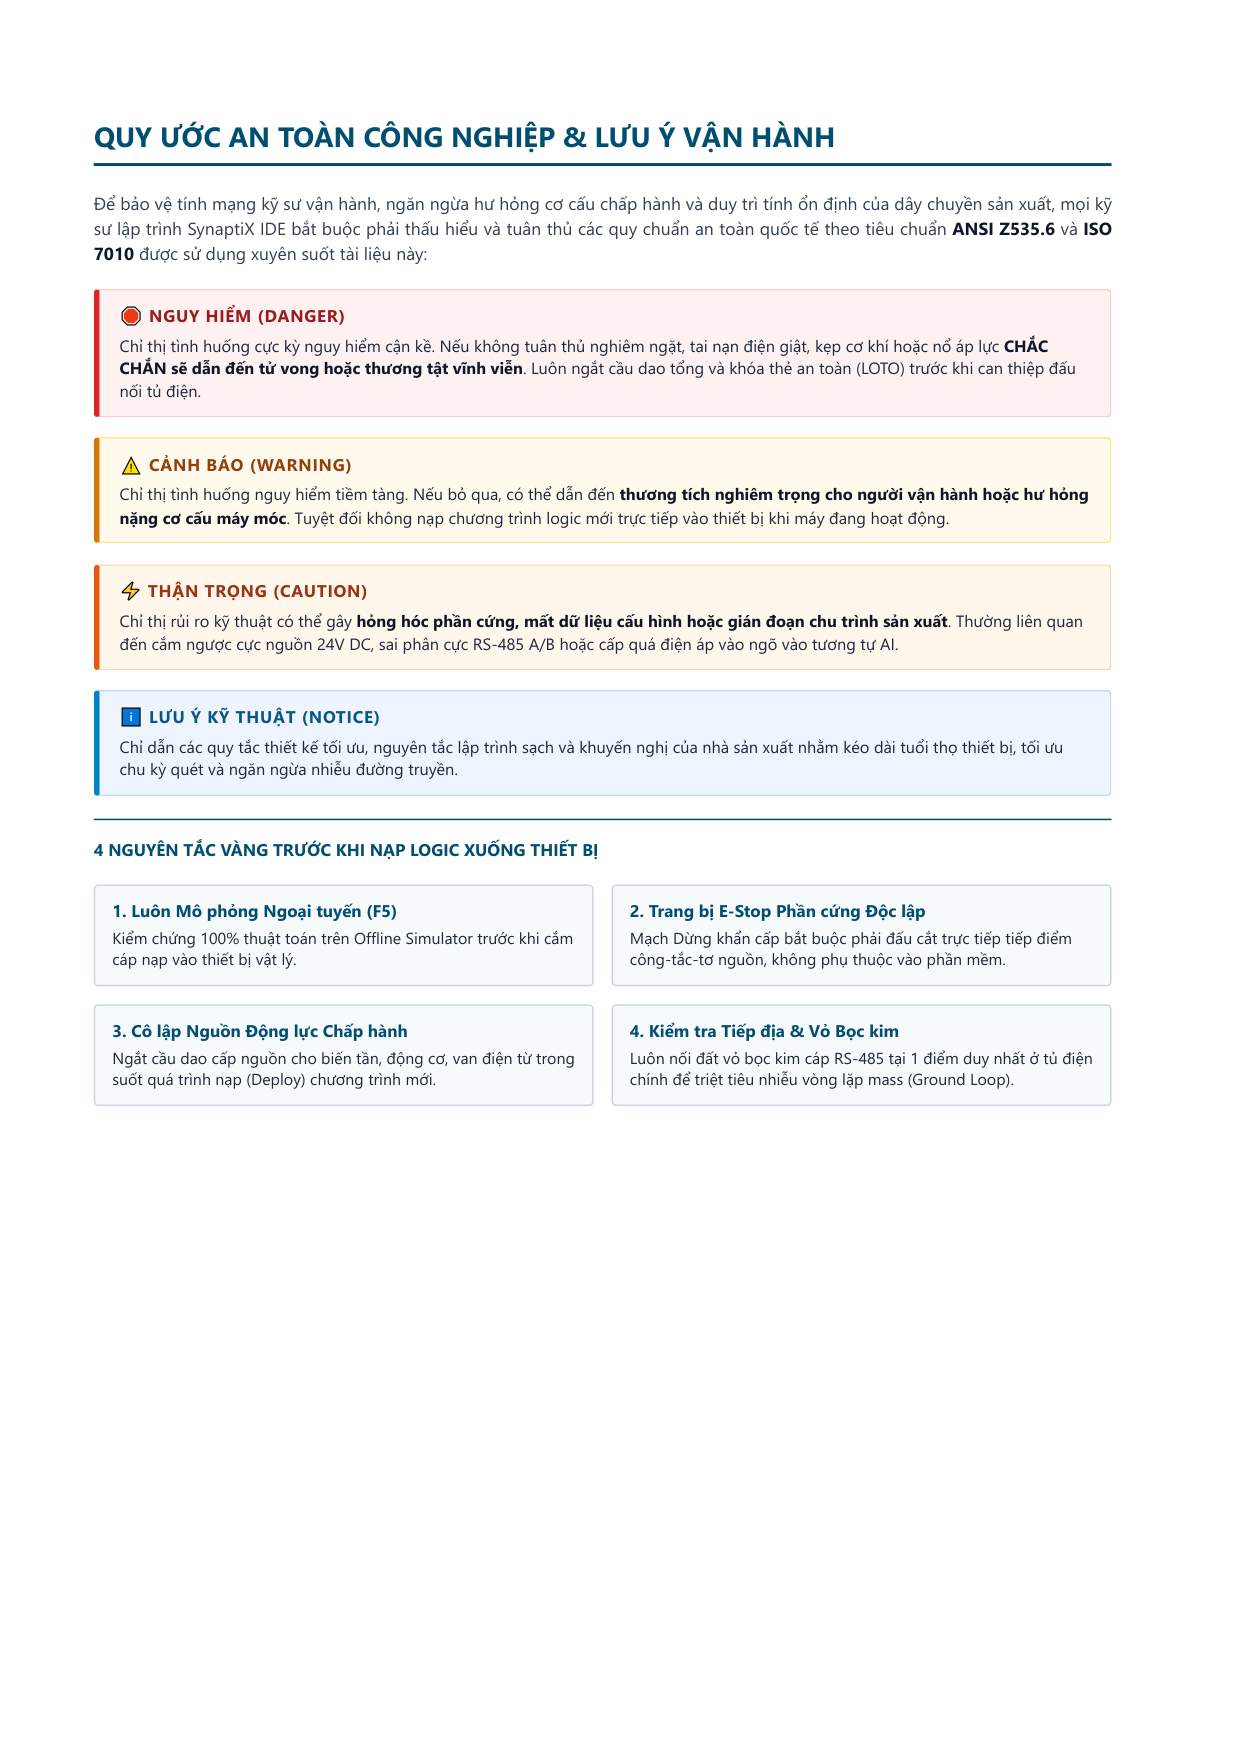 QUY ƯỚC AN TOÀN CÔNG NGHIỆP & LƯU Ý VẬN HÀNH
Để bảo vệ tính mạng kỹ sư vận hành, ngăn ngừa hư hỏng cơ cấu chấp hành và duy trì tính ổn định của dây chuyền sản xuất, mọi kỹ
sư lập trình SynaptiX IDE bắt buộc phải thấu hiểu và tuân thủ các quy chuẩn an toàn quốc tế theo tiêu chuẩn ANSI Z535.6 và ISO
7010 được sử dụng xuyên suốt tài liệu này:
NGUY HIỂM (DANGER)
Chỉ thị tình huống cực kỳ nguy hiểm cận kề. Nếu không tuân thủ nghiêm ngặt, tai nạn điện giật, kẹp cơ khí hoặc nổ áp lực CHẮC
CHẮN sẽ dẫn đến tử vong hoặc thương tật vĩnh viễn. Luôn ngắt cầu dao tổng và khóa thẻ an toàn (LOTO) trước khi can thiệp đấu
nối tủ điện.
CẢNH BÁO (WARNING)
Chỉ thị tình huống nguy hiểm tiềm tàng. Nếu bỏ qua, có thể dẫn đến thương tích nghiêm trọng cho người vận hành hoặc hư hỏng
nặng cơ cấu máy móc. Tuyệt đối không nạp chương trình logic mới trực tiếp vào thiết bị khi máy đang hoạt động.
THẬN TRỌNG (CAUTION)
Chỉ thị rủi ro kỹ thuật có thể gây hỏng hóc phần cứng, mất dữ liệu cấu hình hoặc gián đoạn chu trình sản xuất. Thường liên quan
đến cắm ngược cực nguồn 24V DC, sai phân cực RS-485 A/B hoặc cấp quá điện áp vào ngõ vào tương tự AI.
i LƯU Ý KỸ THUẬT (NOTICE)
Chỉ dẫn các quy tắc thiết kế tối ưu, nguyên tắc lập trình sạch và khuyến nghị của nhà sản xuất nhằm kéo dài tuổi thọ thiết bị, tối ưu
chu kỳ quét và ngăn ngừa nhiễu đường truyền.
4 NGUYÊN TẮC VÀNG TRƯỚC KHI NẠP LOGIC XUỐNG THIẾT BỊ
1. Luôn Mô phỏng Ngoại tuyến (F5)
Kiểm chứng 100% thuật toán trên Offline Simulator trước khi cắm
cáp nạp vào thiết bị vật lý.
2. Trang bị E-Stop Phần cứng Độc lập
Mạch Dừng khẩn cấp bắt buộc phải đấu cắt trực tiếp tiếp điểm
công-tắc-tơ nguồn, không phụ thuộc vào phần mềm.
3. Cô lập Nguồn Động lực Chấp hành
Ngắt cầu dao cấp nguồn cho biến tần, động cơ, van điện từ trong
suốt quá trình nạp (Deploy) chương trình mới.
4. Kiểm tra Tiếp địa & Vỏ Bọc kim
Luôn nối đất vỏ bọc kim cáp RS-485 tại 1 điểm duy nhất ở tủ điện
chính để triệt tiêu nhiễu vòng lặp mass (Ground Loop).